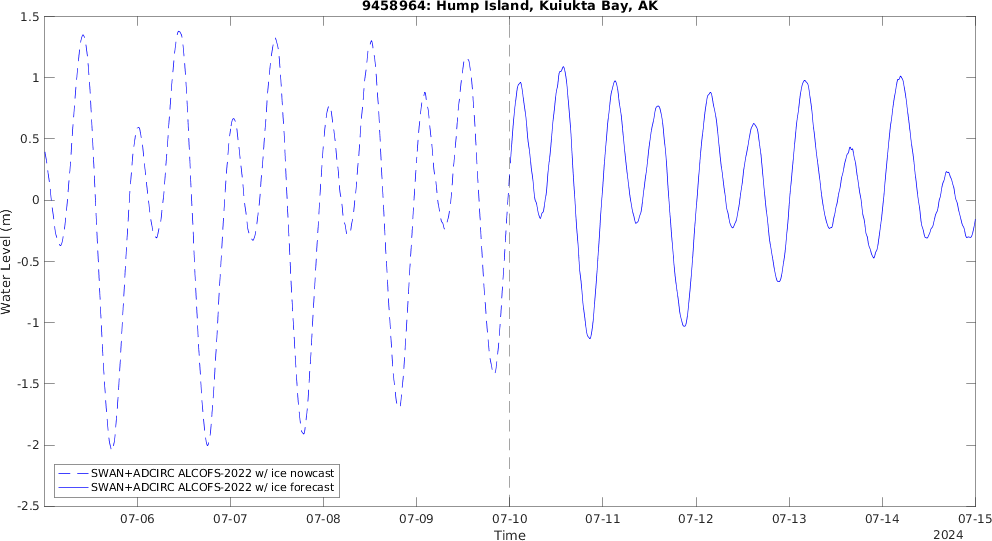 9458964: Hump Island, Kuiukta Bay, AK
1.5
1
0.5
0
-0.5
-1
-1.5
-2
-2.5
Water Level (m)
SWAN+ADCIRC ALCOFS-2022 w/ ice nowcast
SWAN+ADCIRC ALCOFS-2022 w/ ice forecast
07-06 07-07 07-08 07-09 07-10 07-11 07-12 07-13 07-14 07-15
Time
2024